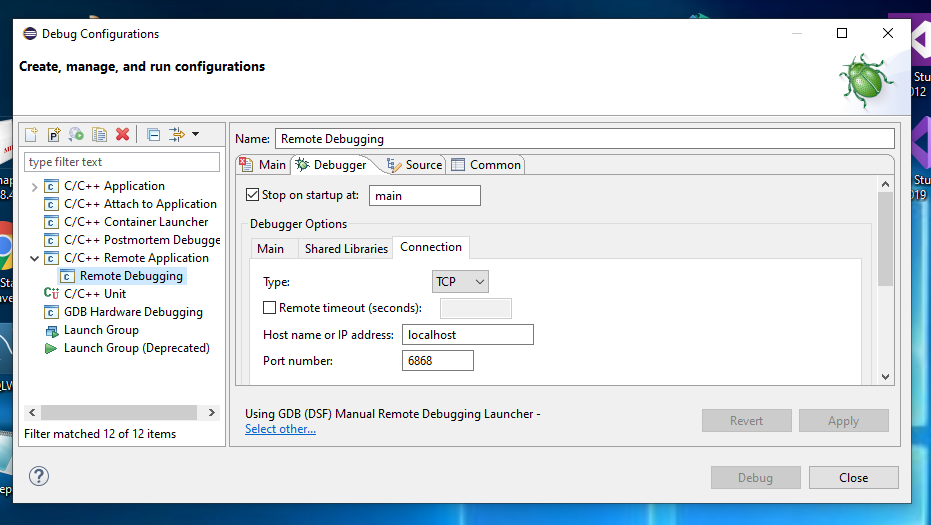 Debug Configurations
Create, manage, and run configurations
Name: Remote Debugging
type filter text
Main Debugger Source Common
C/C++ Application
C/C++ Attach to Application
C/C++ Container Launcher
C/C++ Postmortem Debugge
C/C++ Remote Application
Remote Debugging
C/C++ Unit
GDB Hardware Debugging
Launch Group
Launch Group (Deprecated)
Filter matched 12 of 12 items
Stop on startup at: main
Debugger Options
Main Shared Libraries Connection
Type: TCP
Remote timeout (seconds):
Host name or IP address: localhost
Port number: 6868
Using GDB (DSF) Manual Remote Debugging Launcher -
Select other...
Revert Apply
Debug Close
Stu
012
Stu
019